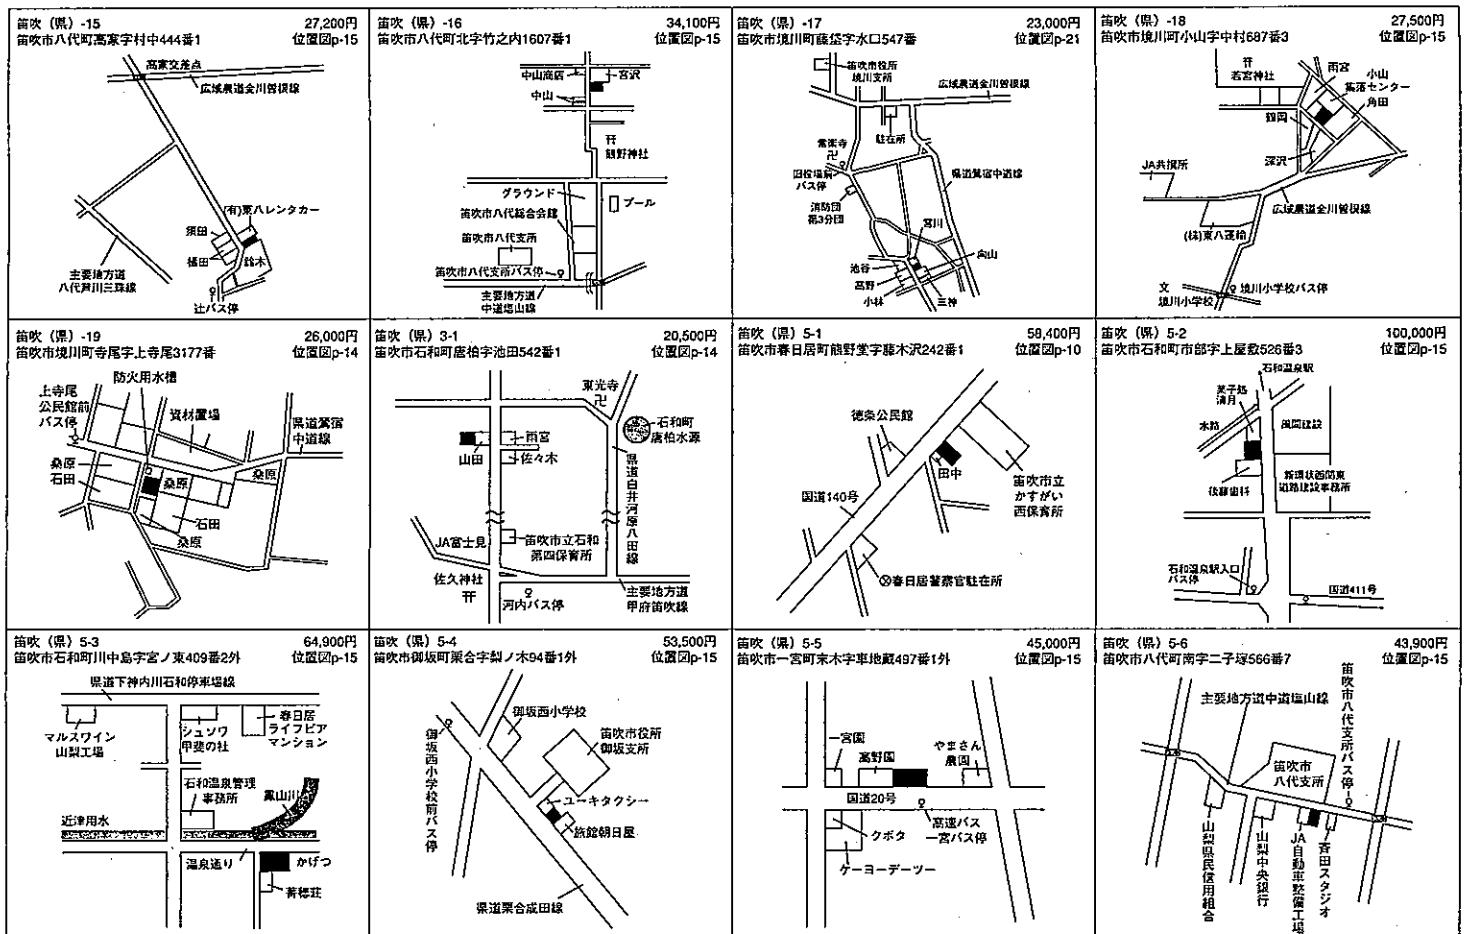 笛吹（県）-15 27,200円
笛吹市八代町高家字村中444番1 位置図p-15
高家交差点
広域農道金川曽根線
(有)東八レンタカー
須田
橘田
鈴木
主要地方道
八代芦川三珠線
辻バス停
笛吹（県）-16 34,100円
笛吹市八代町北字竹之内1607番1 位置図p-15
中山商店
宮沢
中山
熊野神社
グラウンド
プール
笛吹市八代総合会館
笛吹市八代支所
笛吹市八代支所バス停
主要地方道
中道塩山線
笛吹（県）-17 23,000円
笛吹市境川町藤垈字水口547番 位置図p-21
笛吹市役所
境川支所
広域農道金川曽根線
駐在所
常楽寺
旧役場前
バス停
県道鶯宿中道線
消防団
第3分団
宮川
池谷
向山
高野
小林
三神
笛吹（県）-18 27,500円
笛吹市境川町小山字中村687番3 位置図p-15
若宮神社
雨宮
小山
集落センター
角田
鶴岡
深沢
JA共撰所
広域農道金川曽根線
(株)東八運輸
文
境川小学校
境川小学校バス停
笛吹（県）-19 26,000円
笛吹市境川町寺尾字上寺尾3177番 位置図p-14
防火用水槽
上寺尾
公民館前
バス停
資材置場
県道鶯宿
中道線
桑原
石田
桑原
桑原
石田
桑原
笛吹（県）3-1 20,500円
笛吹市石和町唐柏字池田542番1 位置図p-14
東光寺
石和町
唐柏水源
雨宮
山田
佐々木
県道白井河原八田線
JA富士見
笛吹市立石和
第四保育所
佐久神社
河内バス停
主要地方道
甲府笛吹線
笛吹（県）5-1 58,400円
笛吹市春日居町熊野堂字藤木沢242番1 位置図p-10
徳条公民館
田中
笛吹市立
かすがい
西保育所
国道140号
春日居警察官駐在所
笛吹（県）5-2 100,000円
笛吹市石和町市部字上屋敷526番3 位置図p-15
石和温泉駅
菓子処
清月
水路
風間建設
後藤歯科
新環状西関東
道路建設事務所
石和温泉駅入口
バス停
国道411号
笛吹（県）5-3 64,900円
笛吹市石和町川中島字宮ノ東409番2外 位置図p-15
県道下神内川石和停車場線
マルスワイン
山梨工場
シュソワ
甲斐の杜
春日居
ライフピア
マンション
石和温泉管理
事務所
近津用水
温泉通り
かげつ
笛吹（県）5-4 53,500円
笛吹市御坂町栗合字梨ノ木94番1外 位置図p-15
御坂西小学校
御坂西小学校前バス停
笛吹市役所
御坂支所
ユーキタクシー
旅館朝日屋
県道栗合成田線
笛吹（県）5-5 45,000円
笛吹市一宮町末木字車地蔵497番1外 位置図p-15
一宮園
高野園
やまさん
農園
国道20号
クボタ
高速バス
一宮バス停
ケーヨーデーツー
笛吹（県）5-6 43,900円
笛吹市八代町南字二子塚566番7 位置図p-15
主要地方道中道塩山線
笛吹市八代支所バス停
笛吹市
八代支所
山梨県民信用組合
山梨中央銀行
JA自動車整備工場
斉田スタジオ